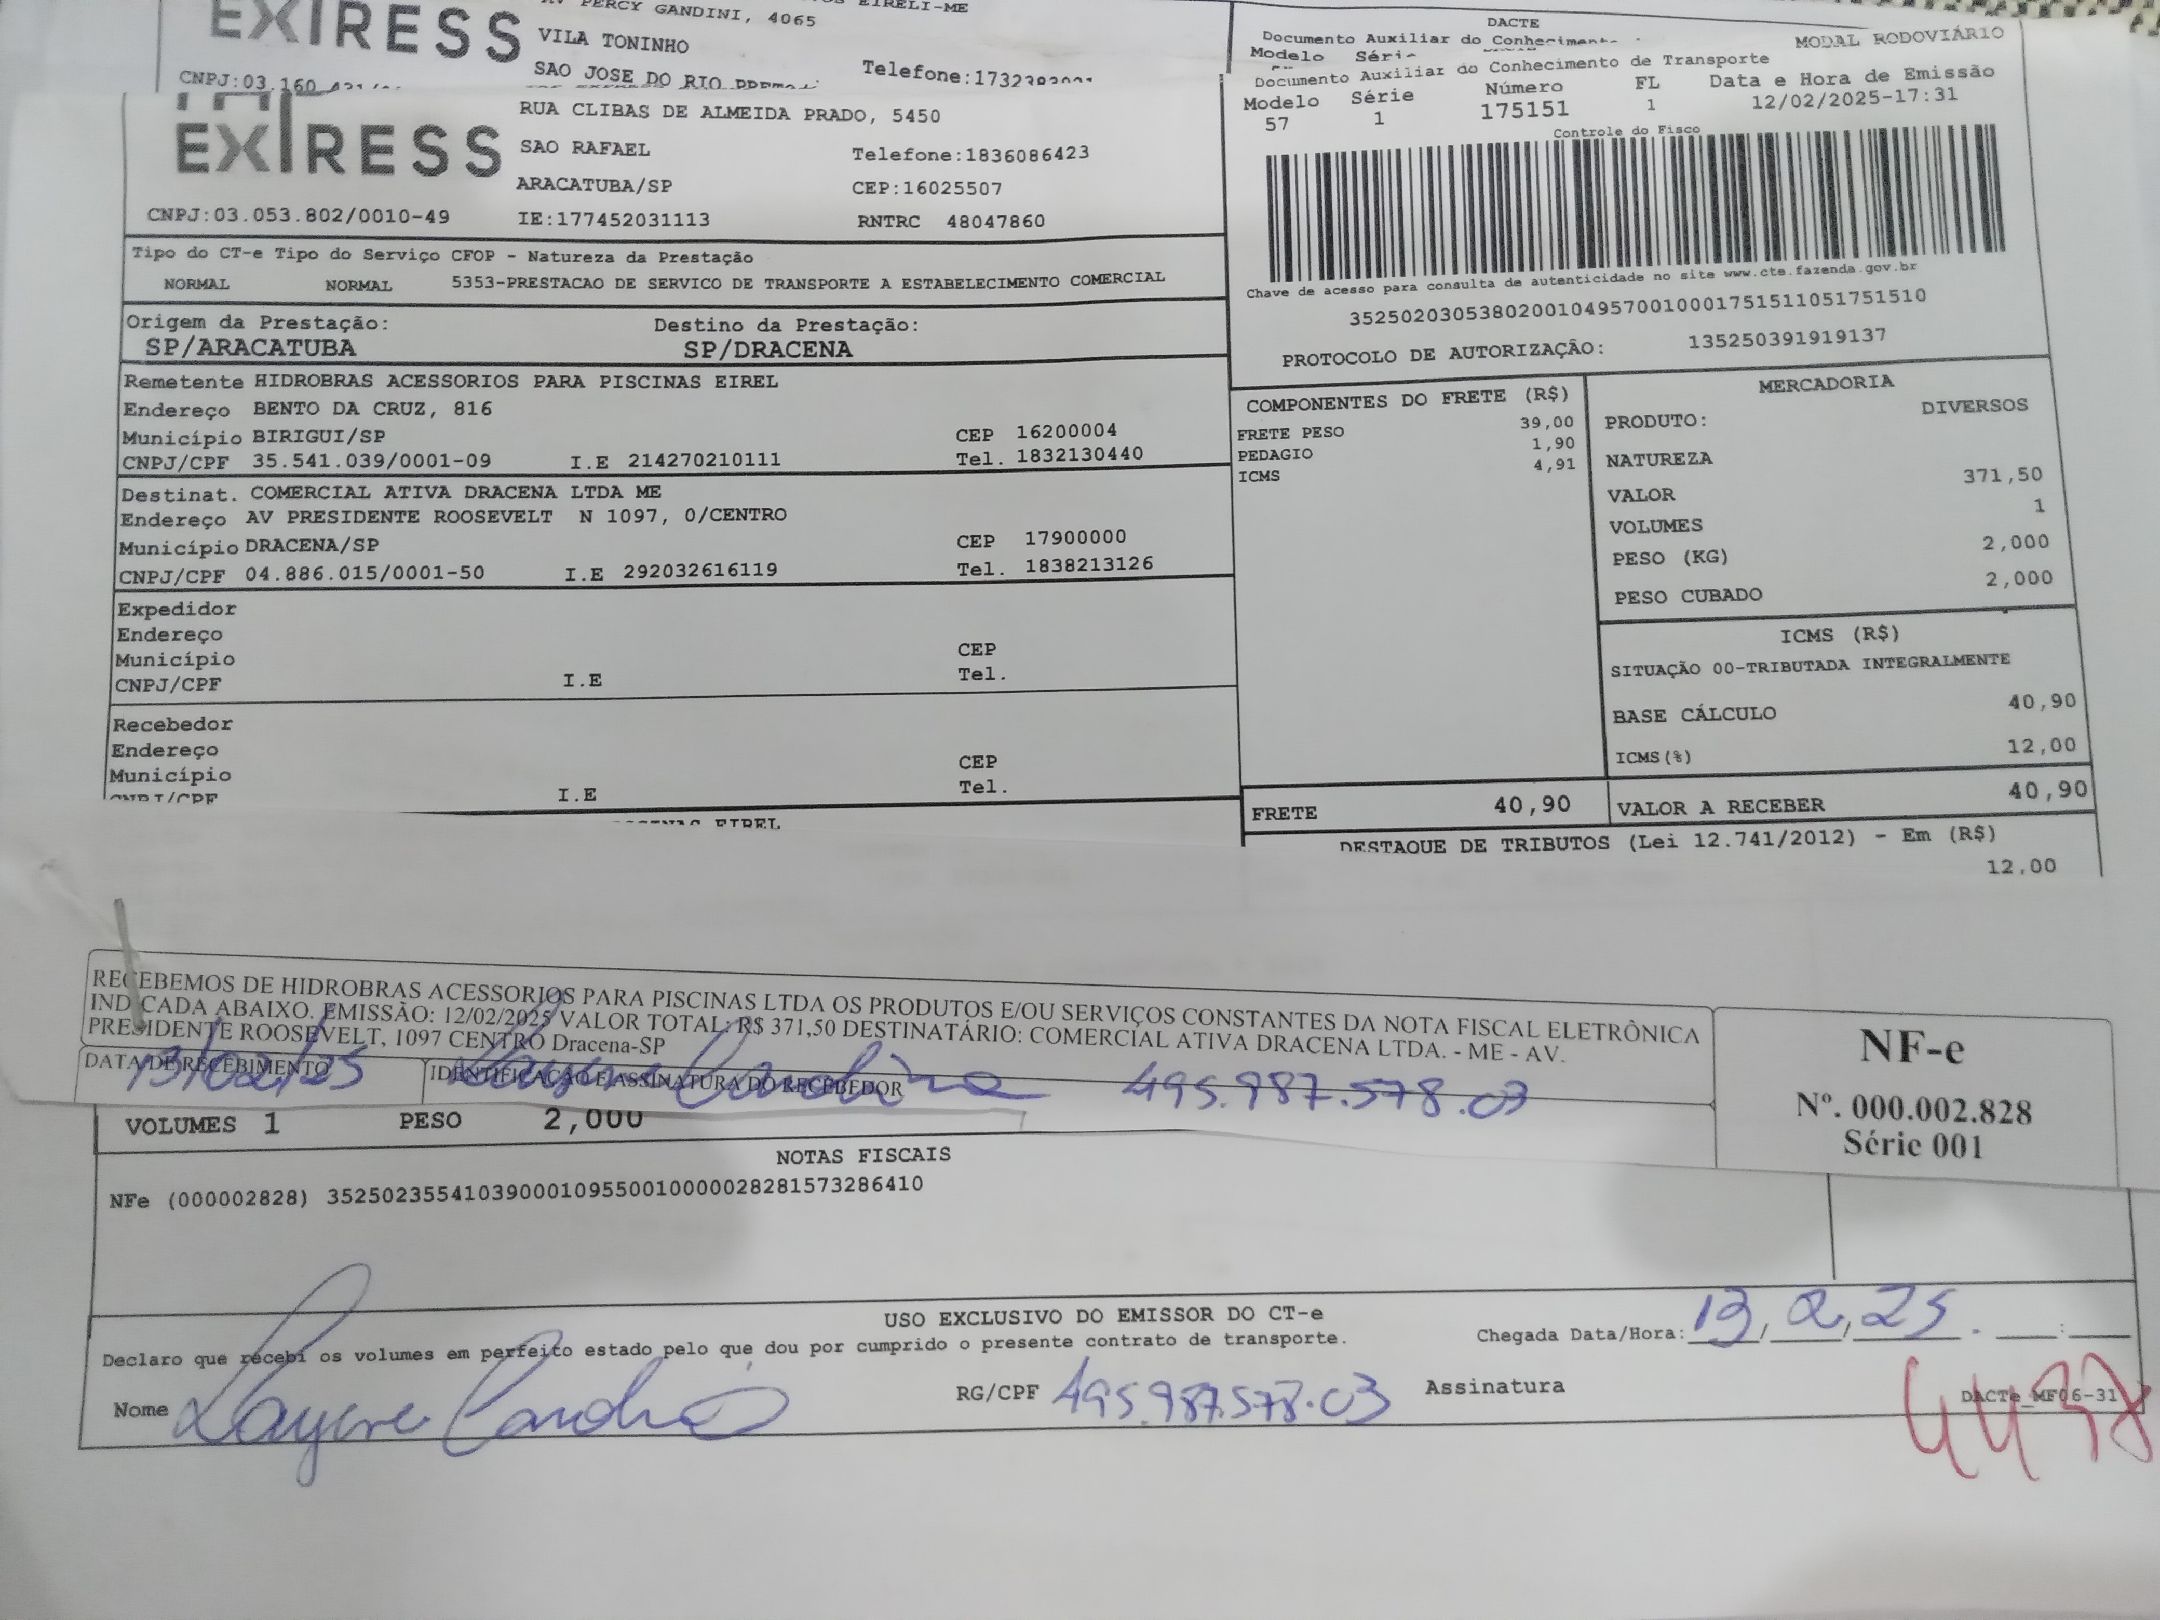 EXPRESS
EIRELI-ME
AV PERCY GANDINI, 4065
VILA TONINHO
SAO JOSE DO RIO PRETO
CNPJ:03.160
EXPRESS
RUA CLIBAS DE ALMEIDA PRADO, 5450
SAO RAFAEL Telefone:1836086423
ARACATUBA/SP CEP:16025507
CNPJ:03.053.802/0010-49 IE:177452031113 RNTRC 48047860
DACTE
Documento Auxiliar do Conhecimento
MODAL RODOVIÁRIO
Modelo
Documento Auxiliar do Conhecimento de Transporte
Modelo Série Número FL Data e Hora de Emissão
57 1 175151 1 12/02/2025-17:31
Controle do Fisco
Chave de acesso para consulta de autenticidade no site www.cte.fazenda.gov.br
35250203053802001049570010001751511051751510
PROTOCOLO DE AUTORIZAÇÃO: 135250391919137
Tipo do CT-e Tipo do Serviço CFOP - Natureza da Prestação
NORMAL NORMAL 5353-PRESTACAO DE SERVICO DE TRANSPORTE A ESTABELECIMENTO COMERCIAL
Origem da Prestação: Destino da Prestação:
SP/ARACATUBA SP/DRACENA
Remetente HIDROBRAS ACESSORIOS PARA PISCINAS EIREL
Endereço BENTO DA CRUZ, 816
Município BIRIGUI/SP CEP 16200004
CNPJ/CPF 35.541.039/0001-09 I.E 214270210111 Tel. 1832130440
Destinat. COMERCIAL ATIVA DRACENA LTDA ME
Endereço AV PRESIDENTE ROOSEVELT N 1097, 0/CENTRO
Município DRACENA/SP CEP 17900000
CNPJ/CPF 04.886.015/0001-50 I.E 292032616119 Tel. 1838213126
Expedidor
Endereço
Município CEP
CNPJ/CPF I.E Tel.
Recebedor
Endereço
Município CEP
CNPJ/CPF I.E Tel.
COMPONENTES DO FRETE (R$)
FRETE PESO 39,00
PEDAGIO 1,90
ICMS 4,91
MERCADORIA
PRODUTO: DIVERSOS
NATUREZA
VALOR 371,50
VOLUMES 1
PESO (KG) 2,000
PESO CUBADO 2,000
ICMS (R$)
SITUAÇÃO 00-TRIBUTADA INTEGRALMENTE
BASE CÁLCULO 40,90
ICMS(%) 12,00
FRETE 40,90 VALOR A RECEBER 40,90
DESTAQUE DE TRIBUTOS (Lei 12.741/2012) - Em (R$)
12,00
RECEBEMOS DE HIDROBRAS ACESSORIOS PARA PISCINAS LTDA OS PRODUTOS E/OU SERVIÇOS CONSTANTES DA NOTA FISCAL ELETRÔNICA
INDICADA ABAIXO. EMISSÃO: 12/02/2025 VALOR TOTAL: R$ 371,50 DESTINATÁRIO: COMERCIAL ATIVA DRACENA LTDA. - ME - AV.
PRESIDENTE ROOSEVELT, 1097 CENTRO Dracena-SP
DATA DE RECEBIMENTO IDENTIFICAÇÃO E ASSINATURA DO RECEBEDOR
13/02/25 495.987.578.03
NF-e
Nº. 000.002.828
Série 001
VOLUMES 1 PESO 2,000
NOTAS FISCAIS
NFe (000002828) 35250235541039000109550010000028281573286410
USO EXCLUSIVO DO EMISSOR DO CT-e
Declaro que recebi os volumes em perfeito estado pelo que dou por cumprido o presente contrato de transporte.
Chegada Data/Hora: 13/2/25
Nome RG/CPF 495.987.578.03 Assinatura
DACTe_MF06-31